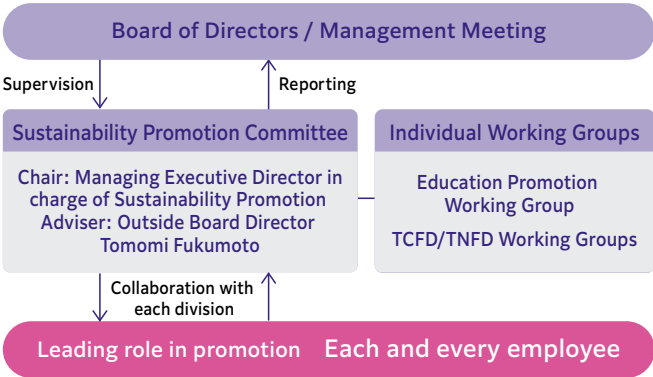 Board of Directors / Management Meeting
Supervision
Reporting
Sustainability Promotion Committee
Chair: Managing Executive Director in
charge of Sustainability Promotion
Adviser: Outside Board Director
Tomomi Fukumoto
Individual Working Groups
Education Promotion
Working Group
TCFD/TNFD Working Groups
Collaboration with
each division
Leading role in promotion Each and every employee